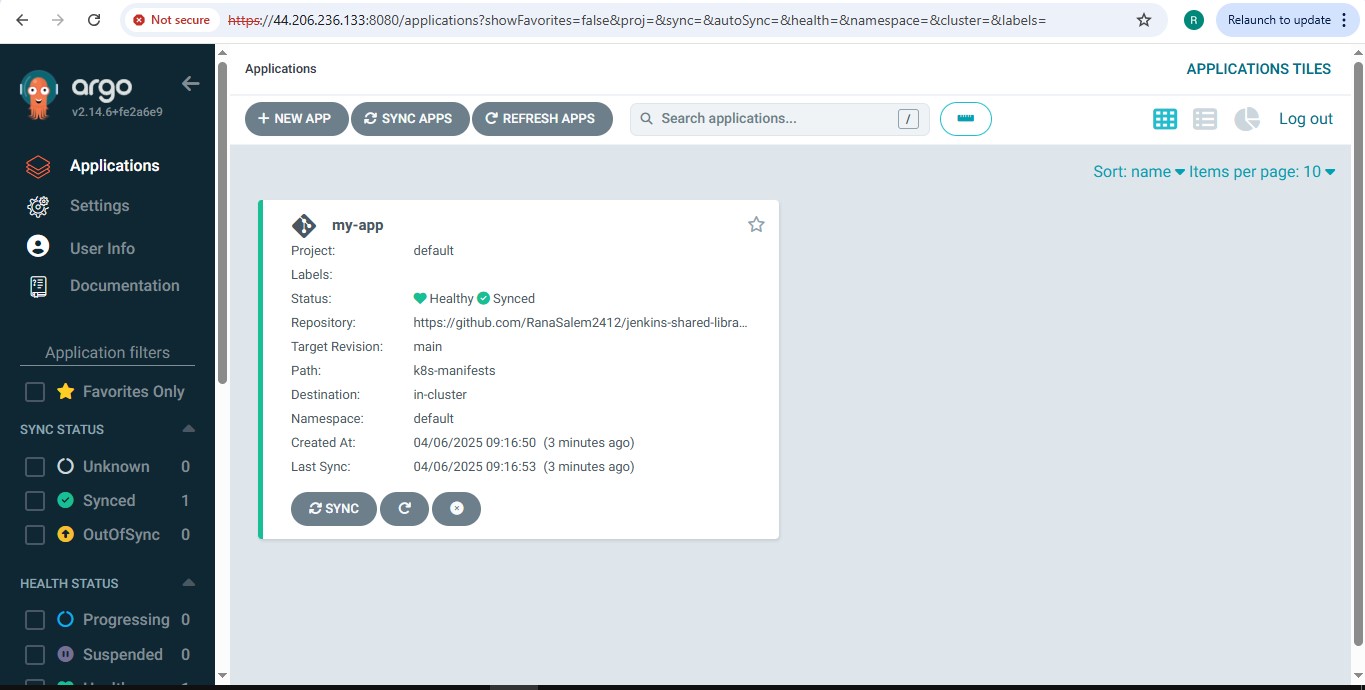 Not secure https://44.206.236.133:8080/applications?showFavorites=false&proj=&sync=&autoSync=&health=&namespace=&cluster=&labels= R Relaunch to update
argo
v2.14.6+fe2a6e9
Applications
Settings
User Info
Documentation
Application filters
Favorites Only
SYNC STATUS
Unknown 0
Synced 1
OutOfSync 0
HEALTH STATUS
Progressing 0
Suspended 0
Applications APPLICATIONS TILES
+ NEW APP SYNC APPS REFRESH APPS Search applications... / Log out
Sort: name Items per page: 10
my-app
Project: default
Labels:
Status: Healthy Synced
Repository: https://github.com/RanaSalem2412/jenkins-shared-libra...
Target Revision: main
Path: k8s-manifests
Destination: in-cluster
Namespace: default
Created At: 04/06/2025 09:16:50 (3 minutes ago)
Last Sync: 04/06/2025 09:16:53 (3 minutes ago)
SYNC